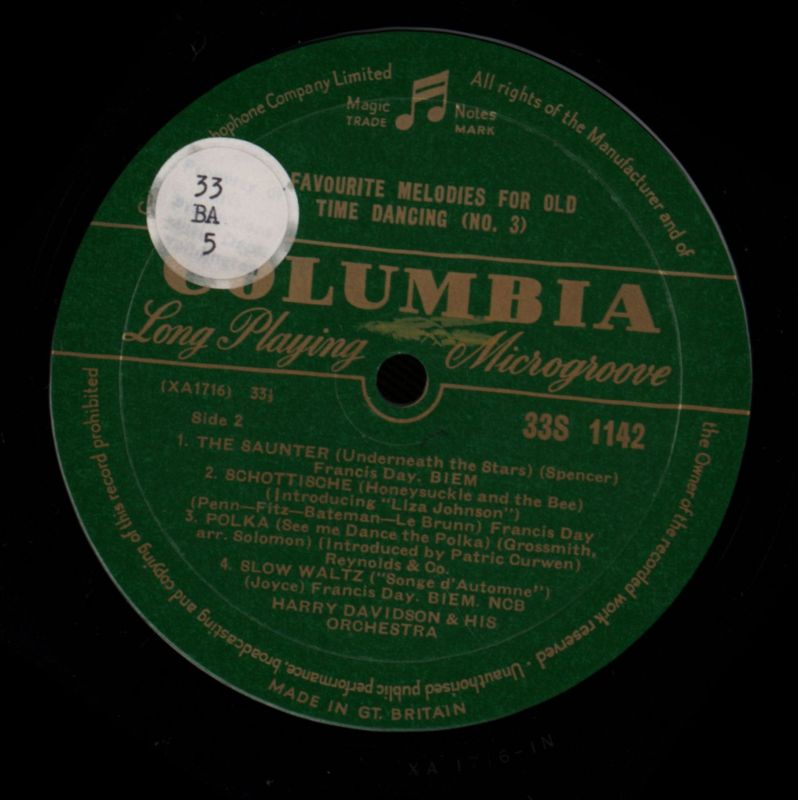 phophone Company Limited
All rights of the Manufacturer and of
the Owner of the recorded work reserved · Unauthorised public performance, broadcasting and copying of this record prohibited
Magic Notes
TRADE MARK
33
BA
5
FAVOURITE MELODIES FOR OLD
TIME DANCING (NO. 3)
COLUMBIA
Long Playing Microgroove
(XA1716) 33⅓
33S 1142
Side 2
1. THE SAUNTER (Underneath the Stars) (Spencer)
Francis Day. BIEM
2. SCHOTTISCHE (Honeysuckle and the Bee)
(Introducing "Liza Johnson")
(Penn—Fitz—Bateman—Le Brunn) Francis Day
3. POLKA (See me Dance the Polka) (Grossmith,
arr. Solomon) (Introduced by Patric Curwen)
Reynolds & Co.
4. SLOW WALTZ ("Songe d'Automne")
(Joyce) Francis Day. BIEM. NCB
HARRY DAVIDSON & HIS
ORCHESTRA
MADE IN GT. BRITAIN
XA 1716-1N